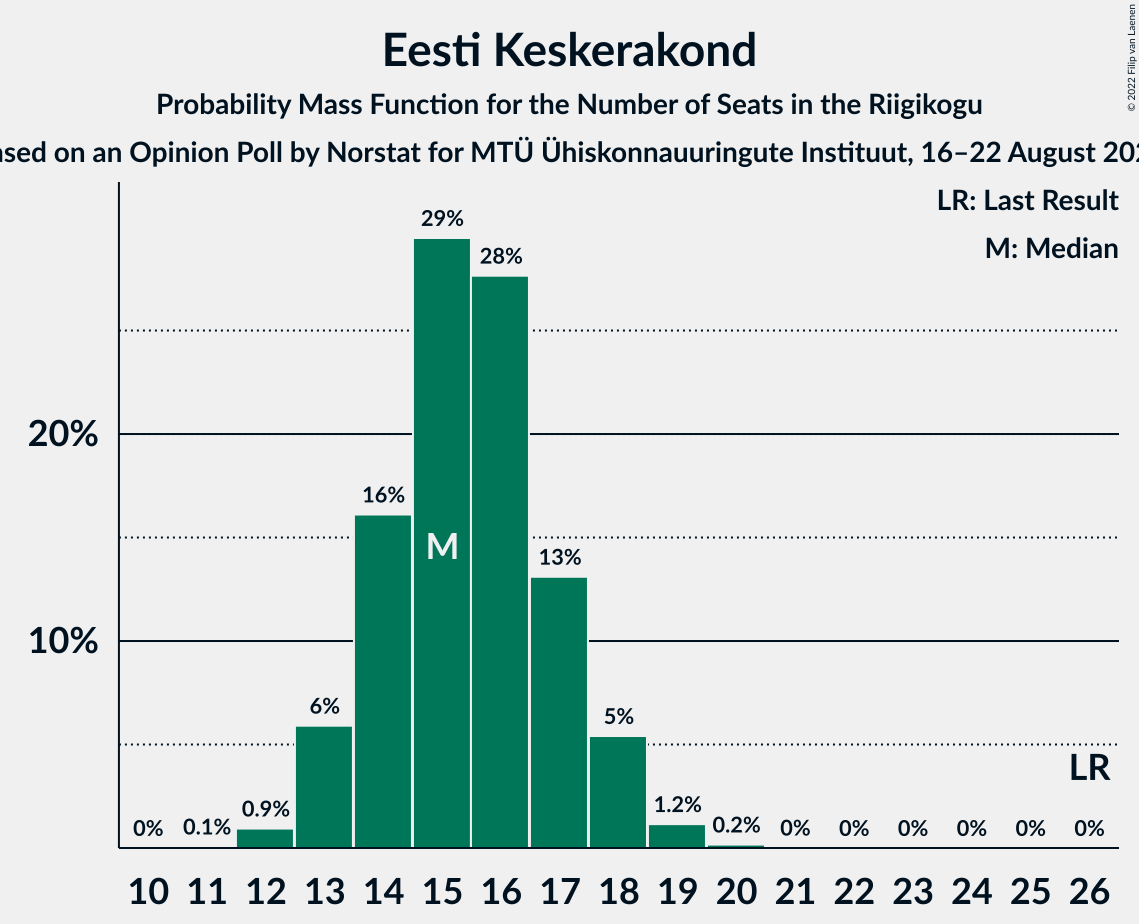 Eesti Keskerakond
Probability Mass Function for the Number of Seats in the Riigikogu
on an Opinion Poll by Norstat for MTÜ Ühiskonnauuringute Instituut, 16–22 August
© 2022 Filip van Laenen
LR: Last Result
M: Median
29%
28%
20%
16%
M
13%
10%
6%
5%
LR
0% 0.1% 0.9% 1.2% 0.2% 0% 0% 0% 0% 0% 0%
10 11 12 13 14 15 16 17 18 19 20 21 22 23 24 25 26